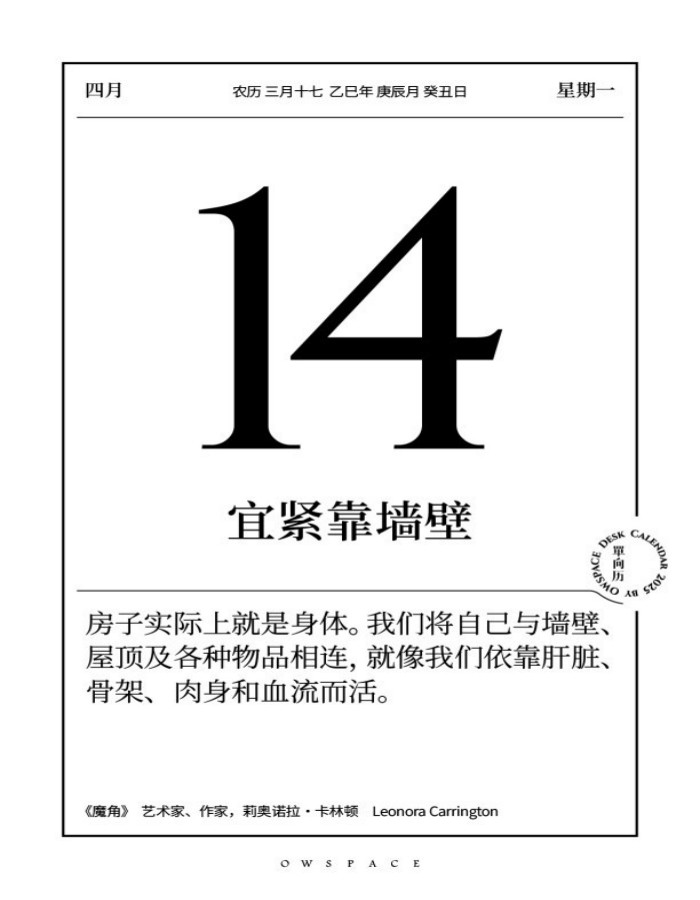 四月 农历 三月十七 乙巳年 庚辰月 癸丑日 星期一
14
宜紧靠墙壁
OWSPACE DESK CALENDAR 2025 BY
單向历
房子实际上就是身体。我们将自己与墙壁、
屋顶及各种物品相连，就像我们依靠肝脏、
骨架、肉身和血流而活。
《魔角》 艺术家、作家，莉奥诺拉·卡林顿 Leonora Carrington
OWSPACE